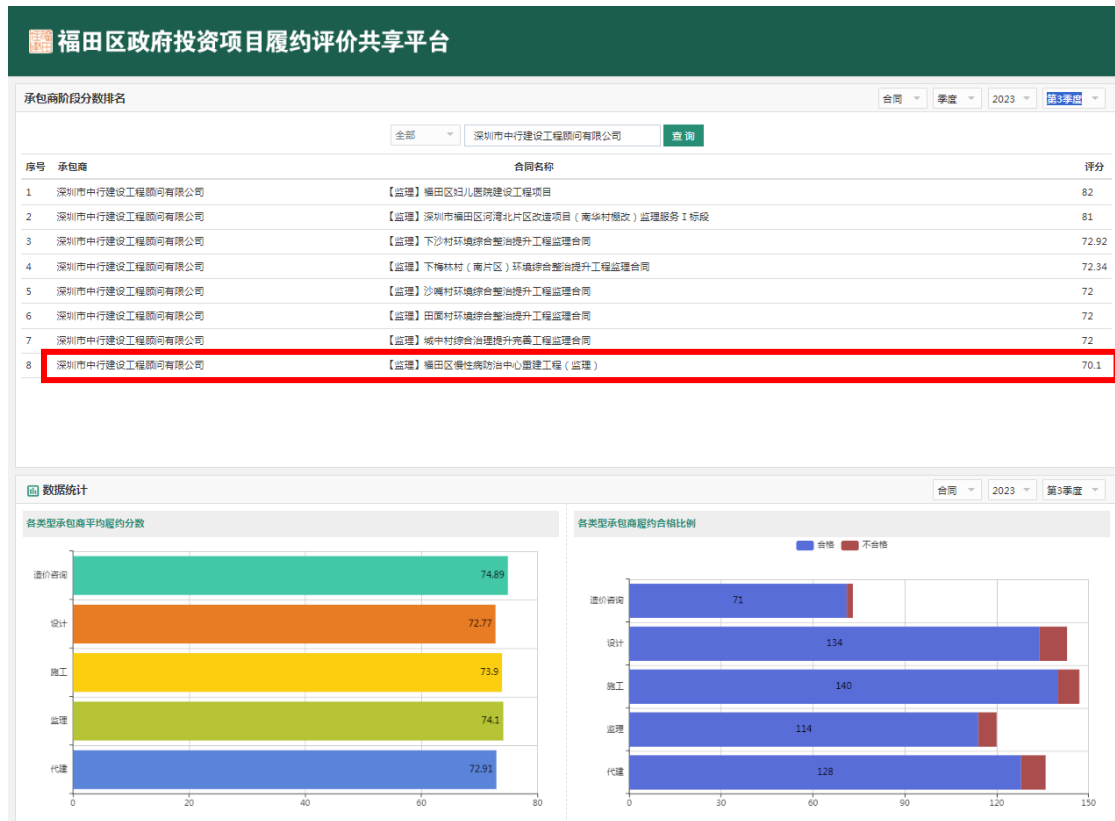 福田区政府投资项目履约评价共享平台
承包商阶段分数排名 合同 季度 2023 第3季度
全部 深圳市中行建设工程顾问有限公司 查询
序号 承包商 合同名称 评分
1 深圳市中行建设工程顾问有限公司 【监理】福田区妇儿医院建设工程项目 82
2 深圳市中行建设工程顾问有限公司 【监理】深圳市福田区河湾北片区改造项目(南华村棚改)监理服务Ⅰ标段 81
3 深圳市中行建设工程顾问有限公司 【监理】下沙村环境综合整治提升工程监理合同 72.92
4 深圳市中行建设工程顾问有限公司 【监理】下梅林村(南片区)环境综合整治提升工程监理合同 72.34
5 深圳市中行建设工程顾问有限公司 【监理】沙嘴村环境综合整治提升工程监理合同 72
6 深圳市中行建设工程顾问有限公司 【监理】田面村环境综合整治提升工程监理合同 72
7 深圳市中行建设工程顾问有限公司 【监理】城中村综合治理提升完善工程监理合同 72
8 深圳市中行建设工程顾问有限公司 【监理】福田区慢性病防治中心重建工程(监理) 70.1
数据统计 合同 2023 第3季度
各类型承包商平均履约分数
造价咨询 74.89
设计 72.77
施工 73.9
监理 74.1
代建 72.91
0 20 40 60 80
各类型承包商履约合格比例
合格 不合格
造价咨询 71
设计 134
施工 140
监理 114
代建 128
0 30 60 90 120 150